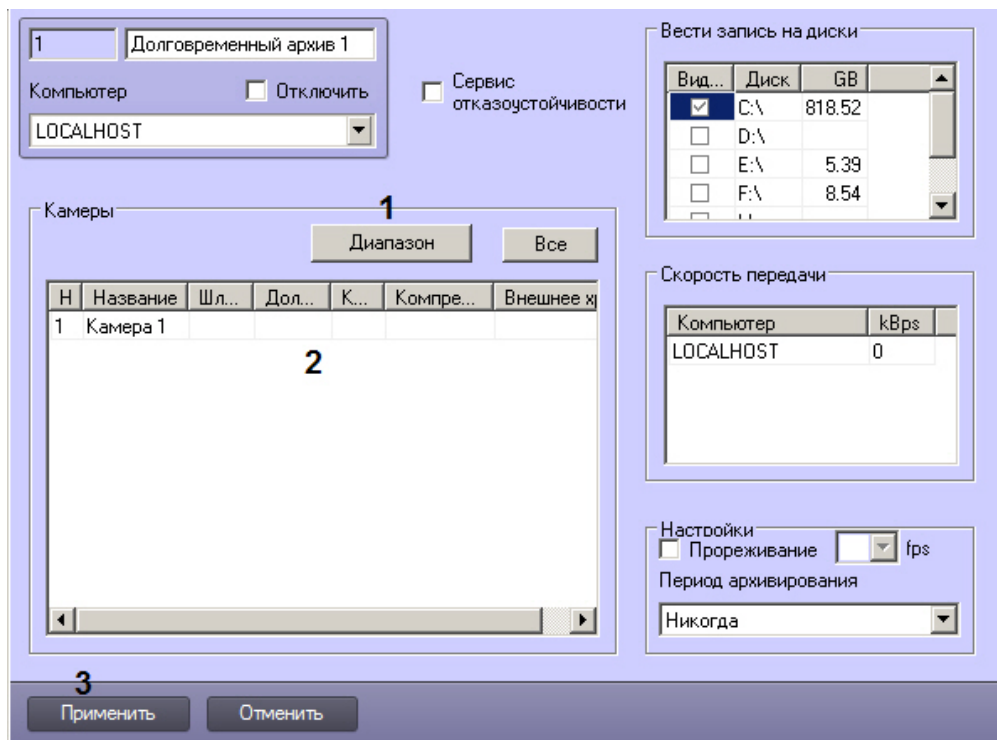 1
Долговременный архив 1
Компьютер
Отключить
LOCALHOST
Сервис
отказоустойчивости
Вести запись на диски
Вид... Диск GB
C:\ 818.52
D:\
E:\ 5.39
F:\ 8.54
Камеры
1
Диапазон
Все
Н Название Шл... Дол... К... Компре... Внешнее х
1 Камера 1
2
Скорость передачи
Компьютер kBps
LOCALHOST 0
Настройки
Прореживание fps
Период архивирования
Никогда
3
Применить
Отменить